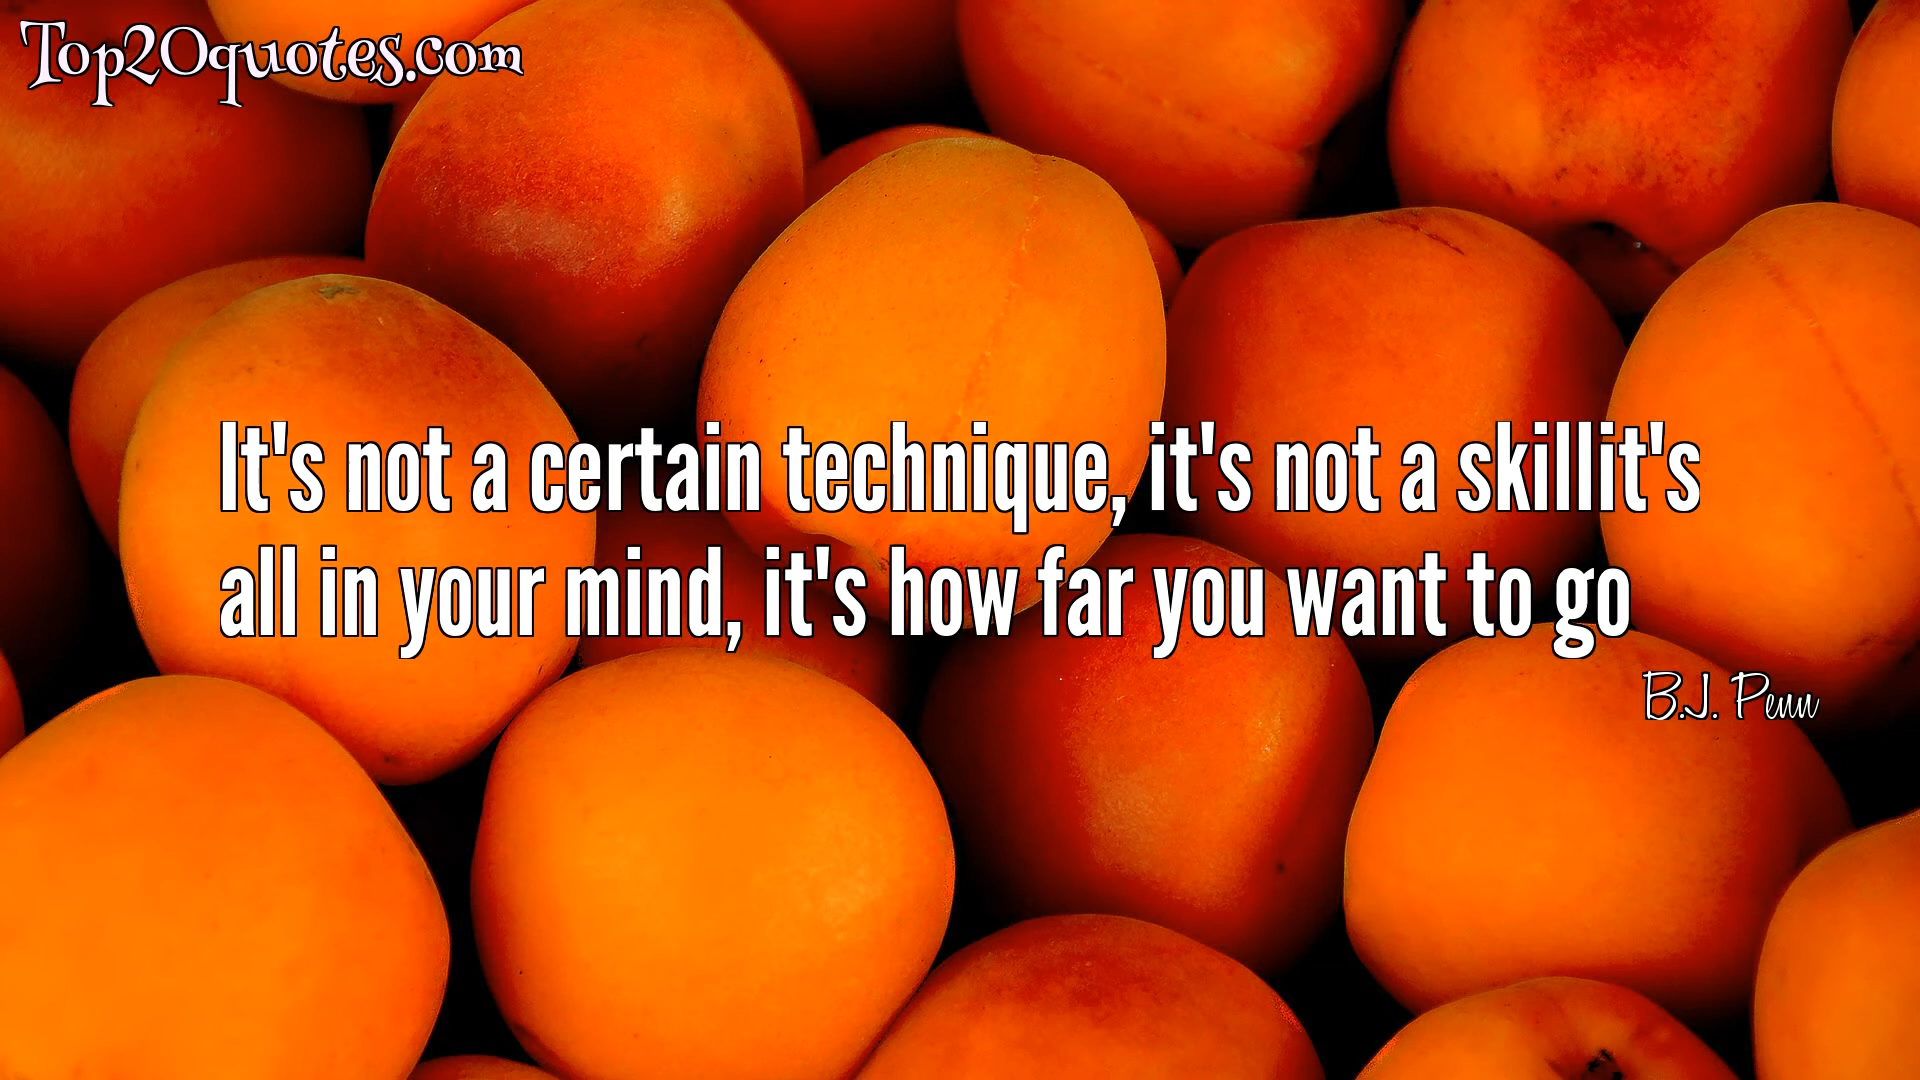 Top20quotes.com
It's not a certain technique, it's not a skillit's
all in your mind, it's how far you want to go
B.J. Penn